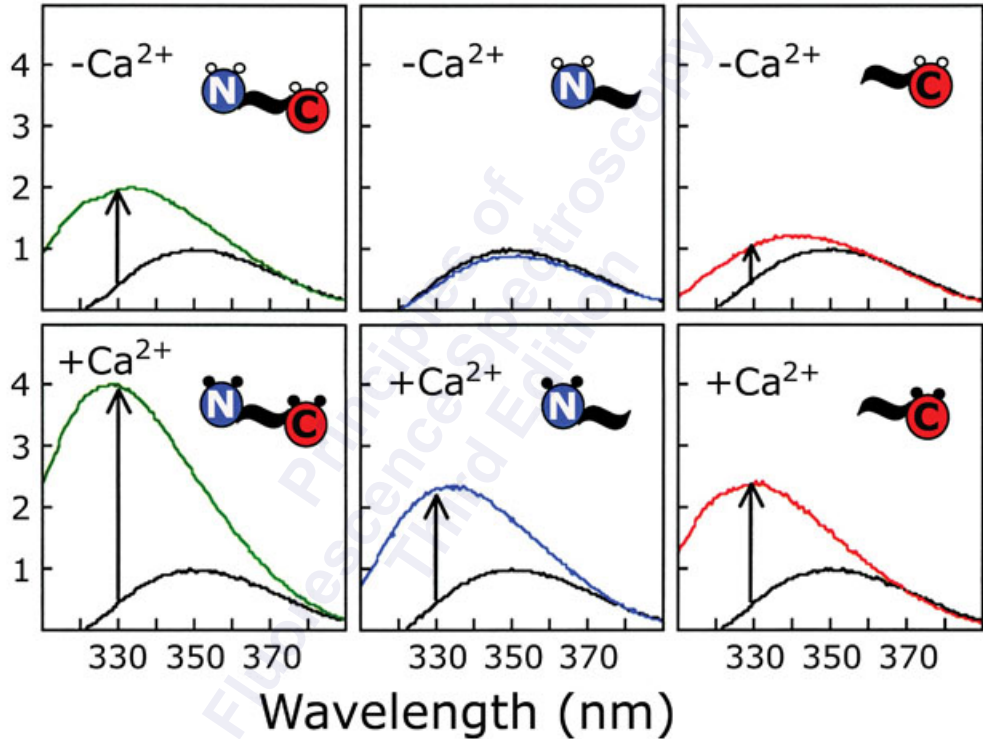 -Ca²⁺ N C
-Ca²⁺ N
-Ca²⁺ C
4
3
2
1
+Ca²⁺ N C
+Ca²⁺ N
+Ca²⁺ C
4
3
2
1
330 350 370 330 350 370 330 350 370
Wavelength (nm)
Principles of
Fluorescence Spectroscopy
Third Edition